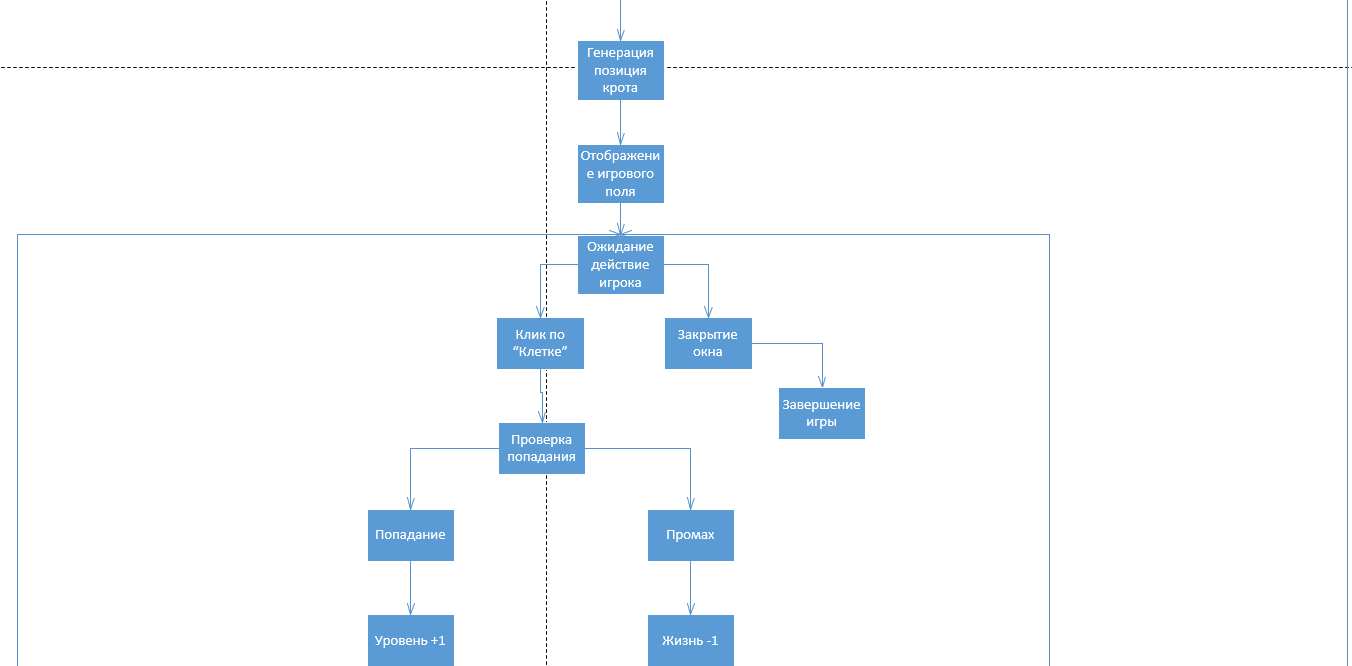 Генерация
позиция
крота
Отображени
е игрового
поля
Ожидание
действие
игрока
Клик по
“Клетке”
Закрытие
окна
Завершение
игры
Проверка
попадания
Попадание
Промах
Уровень +1
Жизнь -1